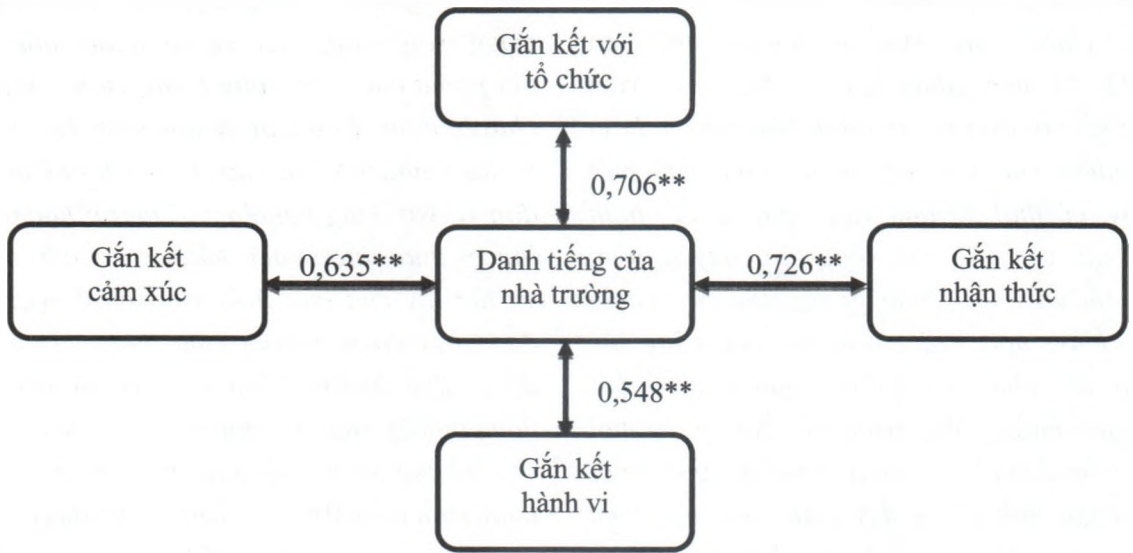 Gắn kết với
tổ chức
0,706**
Gắn kết
cảm xúc
0,635**
Danh tiếng của
nhà trường
0,726**
Gắn kết
nhận thức
0,548**
Gắn kết
hành vi